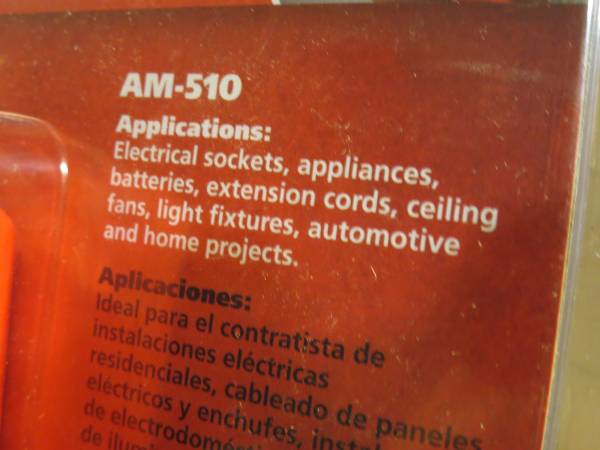 AM-510
Applications:
Electrical sockets, appliances,
batteries, extension cords, ceiling
fans, light fixtures, automotive
and home projects.
Aplicaciones:
Ideal para el contratista de
instalaciones eléctricas
residenciales, cableado de paneles
eléctricos y enchufes,
de
de